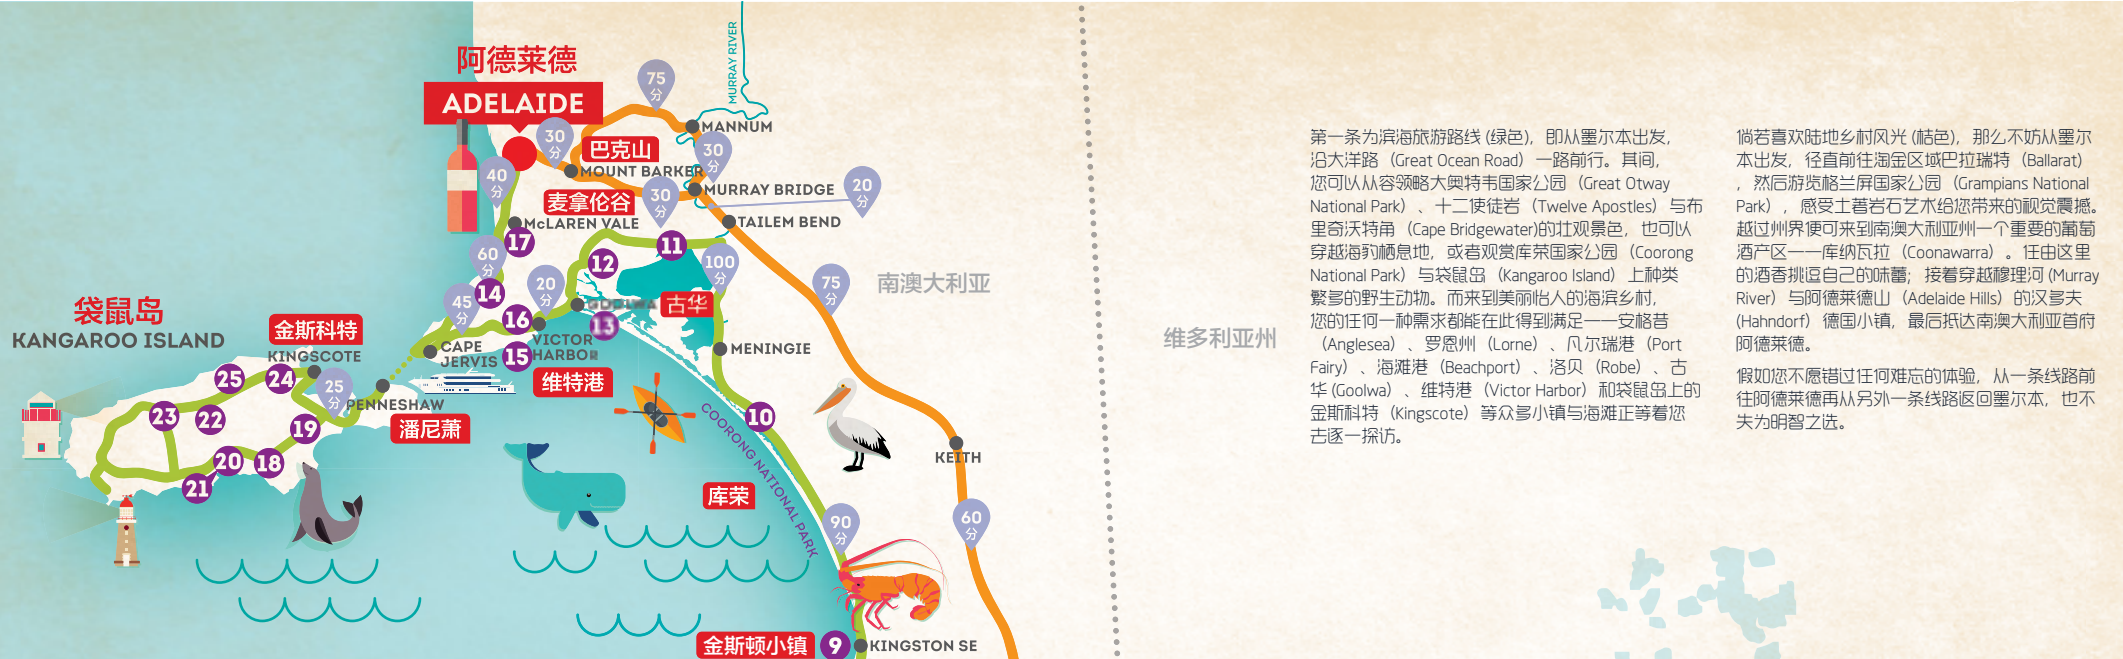 阿德莱德
ADELAIDE
MURRAY RIVER
75
分
MANNUM
30
分
巴克山
MOUNT BARKER
30
分
40
分
麦拿伦谷
30
分
MURRAY BRIDGE
20
分
McLAREN VALE
TAILEM BEND
17
11
60
分
12
100
分
20
分
75
分
南澳大利亚
14
45
分
古华
13
16
袋鼠岛
KANGAROO ISLAND
金斯科特
KINGSCOTE
CAPE
JERVIS
15
VICTOR
HARBOR
维特港
MENINGIE
维多利亚州
25
24
25
分
PENNESHAW
潘尼萧
23
22
19
20
18
21
10
COORONG NATIONAL PARK
库荣
KEITH
90
分
60
分
金斯顿小镇
9
KINGSTON SE
第一条为滨海旅游路线 (绿色)，即从墨尔本出发，
沿大洋路 （Great Ocean Road） 一路前行。其间，
您可以从容领略大奥特韦国家公园 （Great Otway
National Park） 、十二使徒岩 （Twelve Apostles） 与布
里奇沃特角 （Cape Bridgewater)的壮观景色，也可以
穿越海豹栖息地，或者观赏库荣国家公园 （Coorong
National Park） 与袋鼠岛 （Kangaroo Island） 上种类
繁多的野生动物。而来到美丽怡人的海滨乡村，
您的任何一种需求都能在此得到满足——安格昔
（Anglesea） 、罗恩州 （Lorne） 、凡尔瑞港 （Port
Fairy） 、海滩港 （Beachport） 、洛贝 （Robe） 、古
华 (Goolwa） 、维特港 （Victor Harbor） 和袋鼠岛上的
金斯科特 （Kingscote） 等众多小镇与海滩正等着您
去逐一探访。
倘若喜欢陆地乡村风光 (桔色)，那么不妨从墨尔
本出发，径直前往淘金区域巴拉瑞特 （Ballarat)
，然后游览格兰屏国家公园 （Grampians National
Park） ，感受土著岩石艺术给您带来的视觉震撼。
越过州界便可来到南澳大利亚州一个重要的葡萄
酒产区——库纳瓦拉 （Coonawarra） 。任由这里
的酒香挑逗自己的味蕾；接着穿越穆理河 (Murray
River） 与阿德莱德山 （Adelaide Hills） 的汉多夫
(Hahndorf） 德国小镇，最后抵达南澳大利亚首府
阿德莱德。
假如您不愿错过任何难忘的体验，从一条线路前
往阿德莱德再从另外一条线路返回墨尔本，也不
失为明智之选。